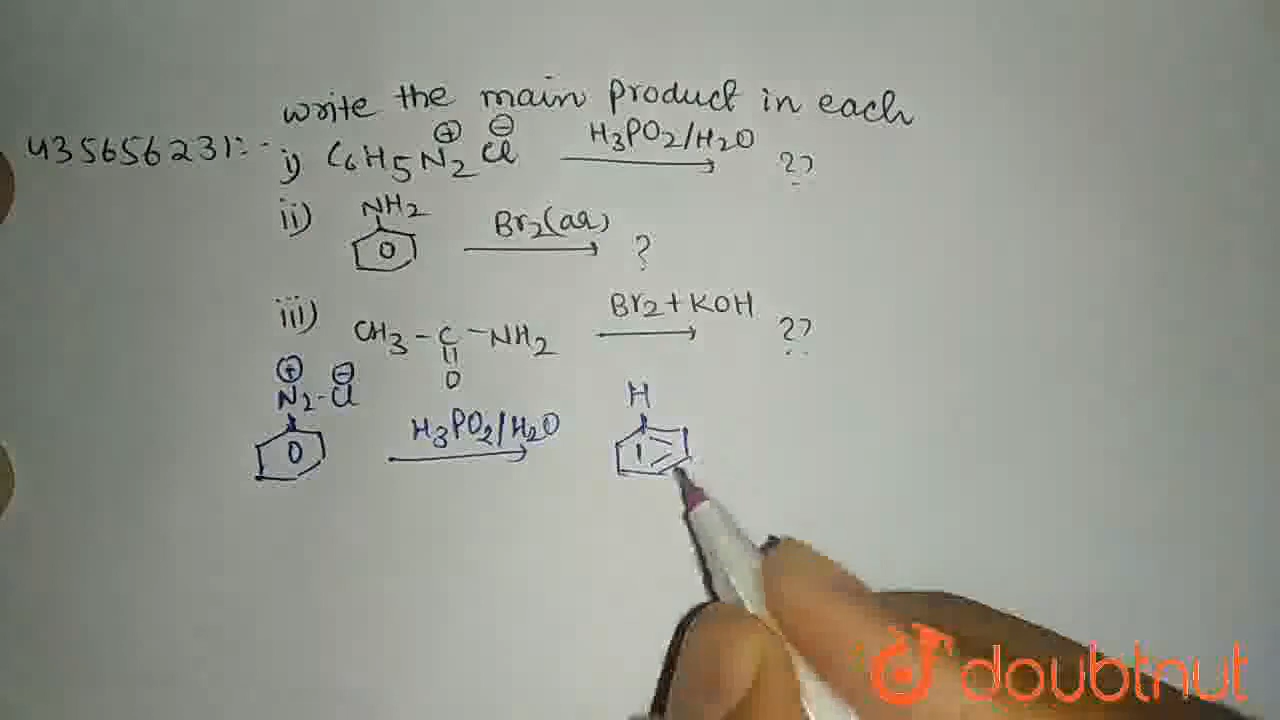 write the main product in each
435656231:- i) C6H5N2⊕ Cl⊖ H3PO2/H2O ??
ii) NH2 Br2(aq) ?
iii) CH3-C-NH2 Br2+KOH ??
O
⊕ ⊖
N2-Cl H3PO2/H2O H
doubtnut